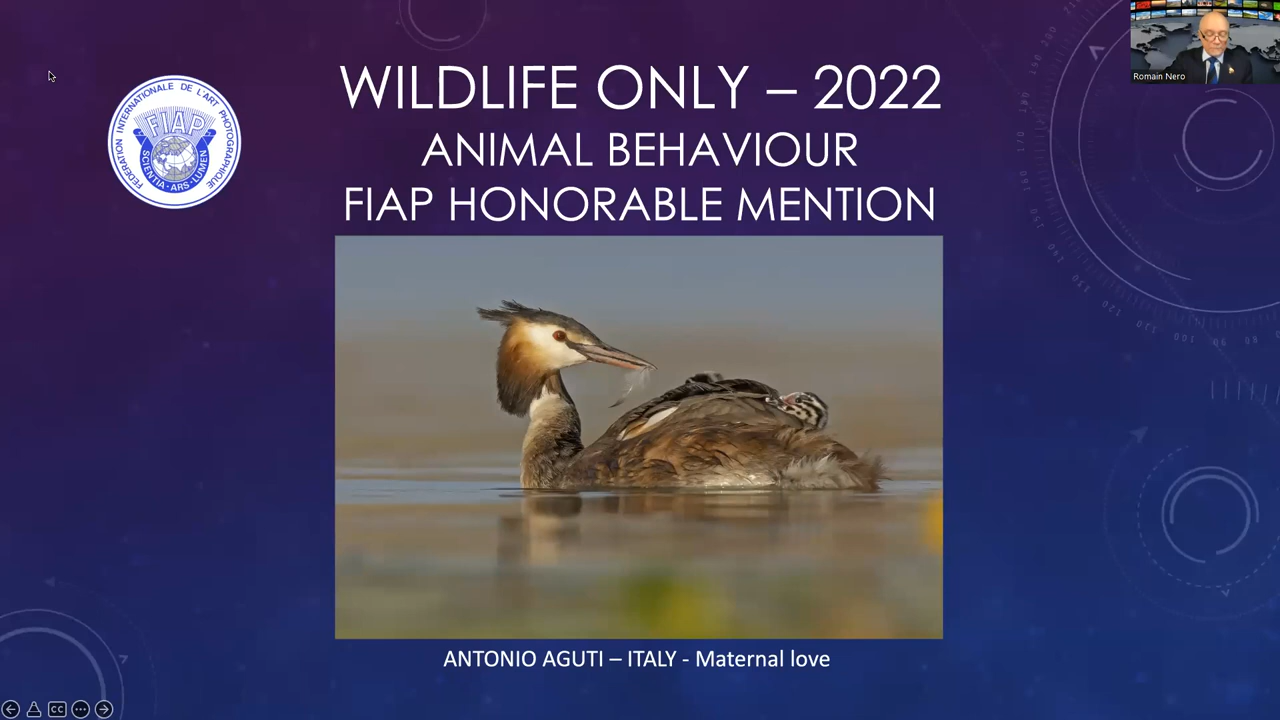 WILDLIFE ONLY – 2022
ANIMAL BEHAVIOUR
FIAP HONORABLE MENTION
FEDERATION INTERNATIONALE DE L'ART PHOTOGRAPHIQUE
FIAP
SCIENTIA - ARS - LUMEN
Romain Nero
ANTONIO AGUTI – ITALY - Maternal love
CC